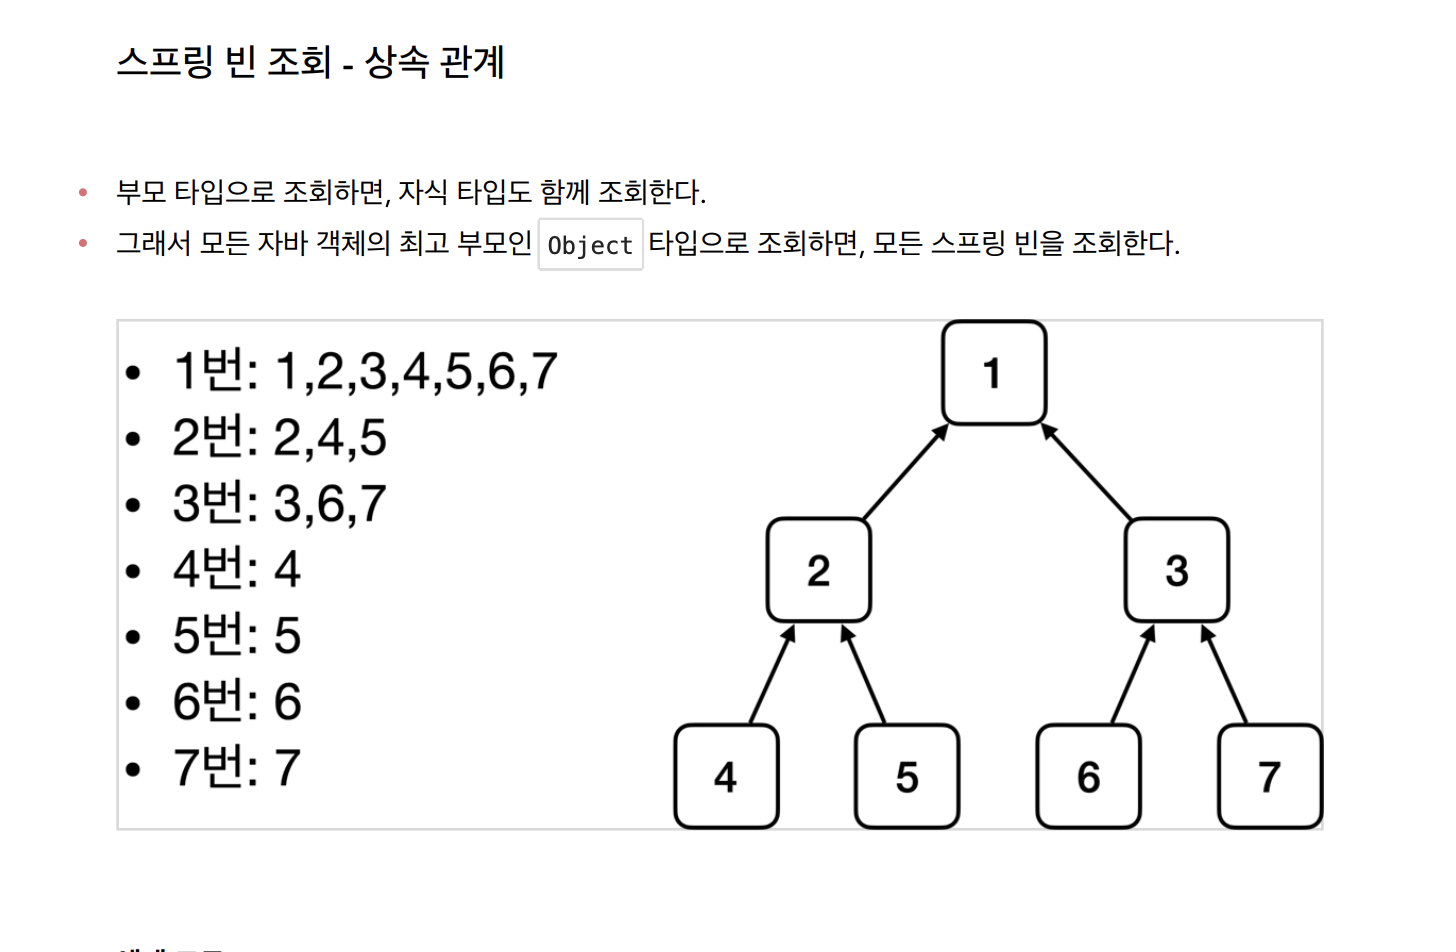 스프링 빈 조회 - 상속 관계
부모 타입으로 조회하면, 자식 타입도 함께 조회한다.
그래서 모든 자바 객체의 최고 부모인 Object 타입으로 조회하면, 모든 스프링 빈을 조회한다.
• 1번: 1,2,3,4,5,6,7
• 2번: 2,4,5
• 3번: 3,6,7
• 4번: 4
• 5번: 5
• 6번: 6
• 7번: 7
1
2 3
4 5 6 7